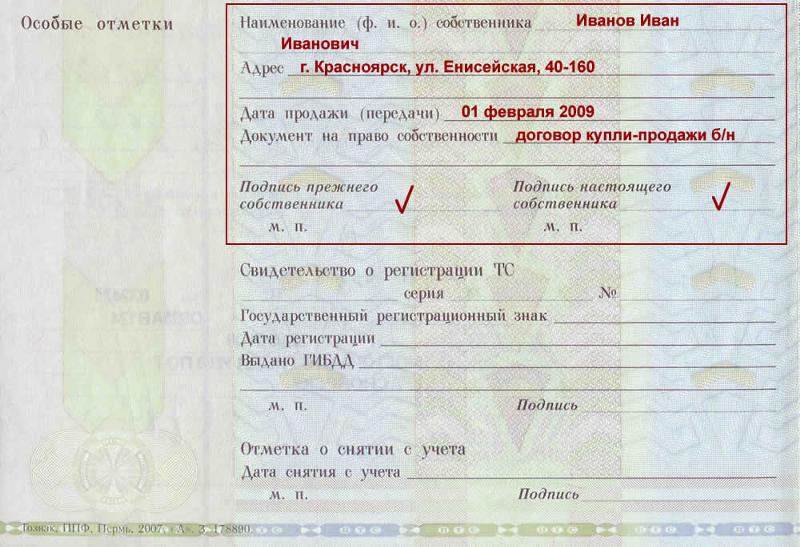 Особые отметки
Наименование (ф. и. о.) собственника Иванов Иван
Иванович
Адрес г. Красноярск, ул. Енисейская, 40-160
Дата продажи (передачи) 01 февраля 2009
Документ на право собственности договор купли-продажи б/н
Подпись прежнего собственника
Подпись настоящего собственника
м. п.
м. п.
Свидетельство о регистрации ТС
серия №
Государственный регистрационный знак
Дата регистрации
Выдано ГИБДД
м. п. Подпись
Отметка о снятии с учета
Дата снятия с учета
м. п. Подпись
Гознак, ППФ, Пермь, 2007, «А». З. 178890.